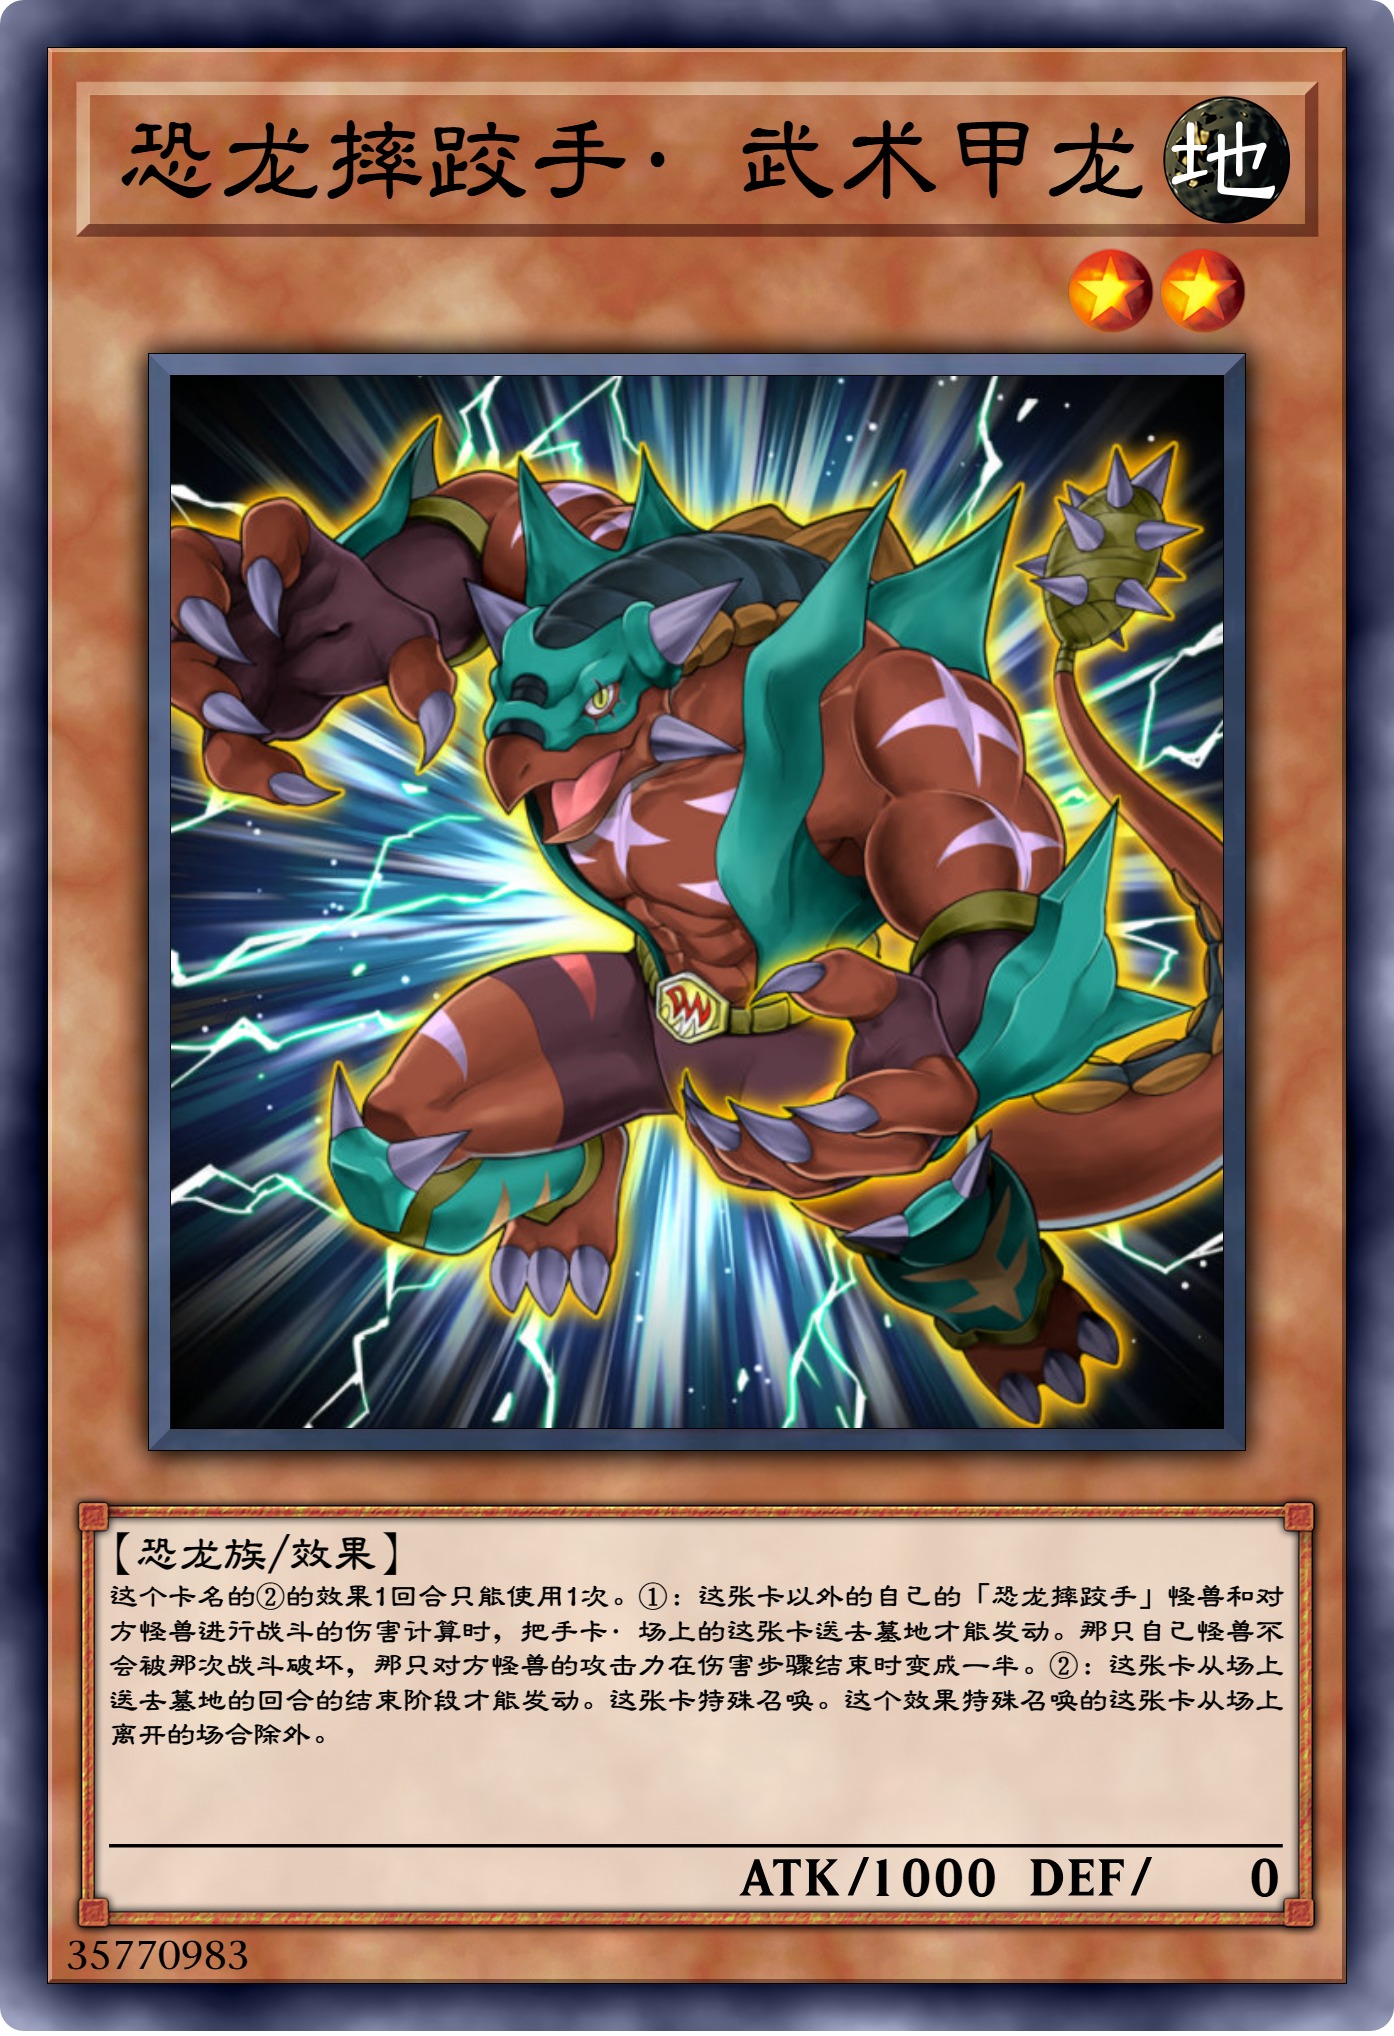 恐龙摔跤手·武术甲龙
地
DW
【恐龙族/效果】
这个卡名的②的效果1回合只能使用1次。①：这张卡以外的自己的「恐龙摔跤手」怪兽和对
方怪兽进行战斗的伤害计算时，把手卡·场上的这张卡送去墓地才能发动。那只自己怪兽不
会被那次战斗破坏，那只对方怪兽的攻击力在伤害步骤结束时变成一半。②：这张卡从场上
送去墓地的回合的结束阶段才能发动。这张卡特殊召唤。这个效果特殊召唤的这张卡从场上
离开的场合除外。
ATK/1000 DEF/ 0
35770983